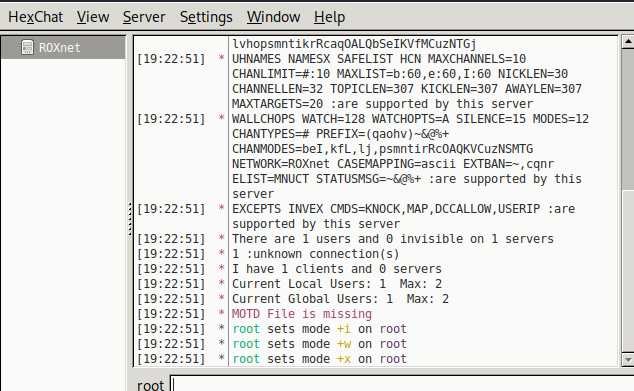 HexChat View Server Settings Window Help
ROXnet
lvhopsmntikrRcaqOALQbSeIKVfMCuzNTGj
[19:22:51] * UHNAMES NAMESX SAFELIST HCN MAXCHANNELS=10
CHANLIMIT=#:10 MAXLIST=b:60,e:60,I:60 NICKLEN=30
CHANNELLEN=32 TOPICLEN=307 KICKLEN=307 AWAYLEN=307
MAXTARGETS=20 :are supported by this server
[19:22:51] * WALLCHOPS WATCH=128 WATCHOPTS=A SILENCE=15 MODES=12
CHANTYPES=# PREFIX=(qaohv)~&@%+
CHANMODES=beI,kfL,lj,psmntirRcOAQKVCuzNSMTG
NETWORK=ROXnet CASEMAPPING=ascii EXTBAN=~,cqnr
ELIST=MNUCT STATUSMSG=~&@%+ :are supported by this
server
[19:22:51] * EXCEPTS INVEX CMDS=KNOCK,MAP,DCCALLOW,USERIP :are
supported by this server
[19:22:51] * There are 1 users and 0 invisible on 1 servers
[19:22:51] * 1 :unknown connection(s)
[19:22:51] * I have 1 clients and 0 servers
[19:22:51] * Current Local Users: 1  Max: 2
[19:22:51] * Current Global Users: 1  Max: 2
[19:22:51] * MOTD File is missing
[19:22:51] * root sets mode +i on root
[19:22:51] * root sets mode +w on root
[19:22:51] * root sets mode +x on root
root